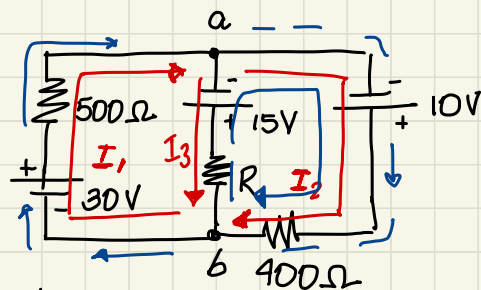 a
500Ω
-
15V
+
-
10V
+
I₁
I₃
R
I₂
+
30V
-
b
400Ω